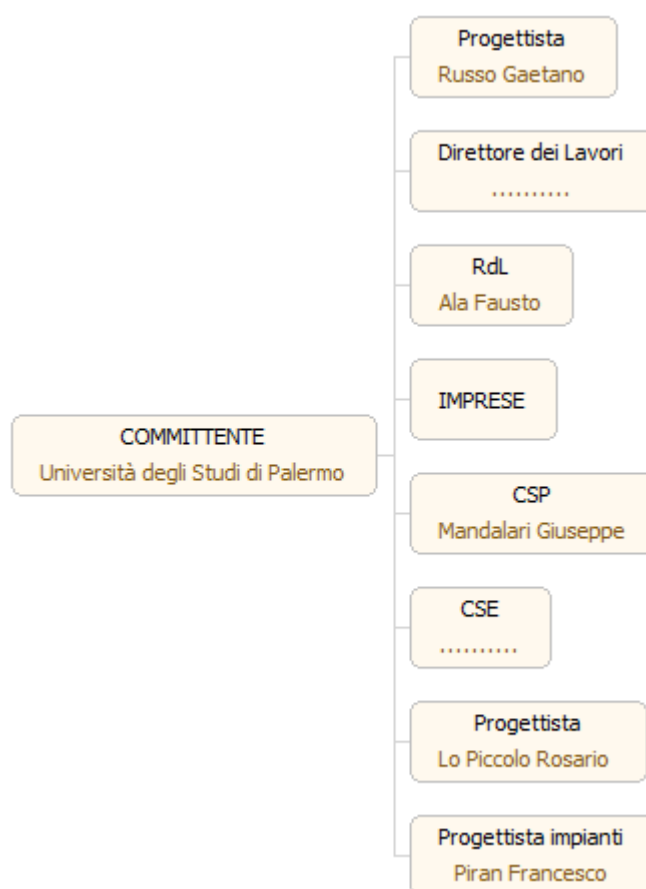 Progettista
Russo Gaetano
Direttore dei Lavori
..........
RdL
Ala Fausto
IMPRESE
COMMITTENTE
Università degli Studi di Palermo
CSP
Mandalari Giuseppe
CSE
..........
Progettista
Lo Piccolo Rosario
Progettista impianti
Piran Francesco